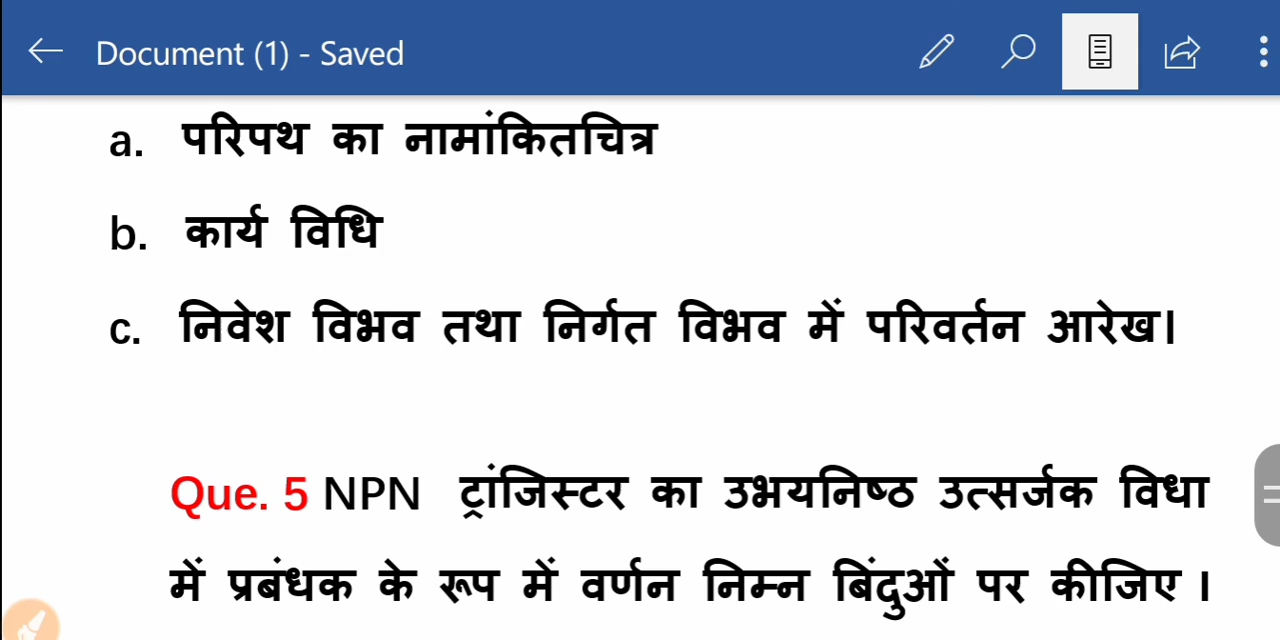 Document (1) - Saved
a. परिपथ का नामांकितचित्र
b. कार्य विधि
c. निवेश विभव तथा निर्गत विभव में परिवर्तन आरेख।
Que. 5 NPN ट्रांजिस्टर का उभयनिष्ठ उत्सर्जक विधा
में प्रबंधक के रूप में वर्णन निम्न बिंदुओं पर कीजिए ।